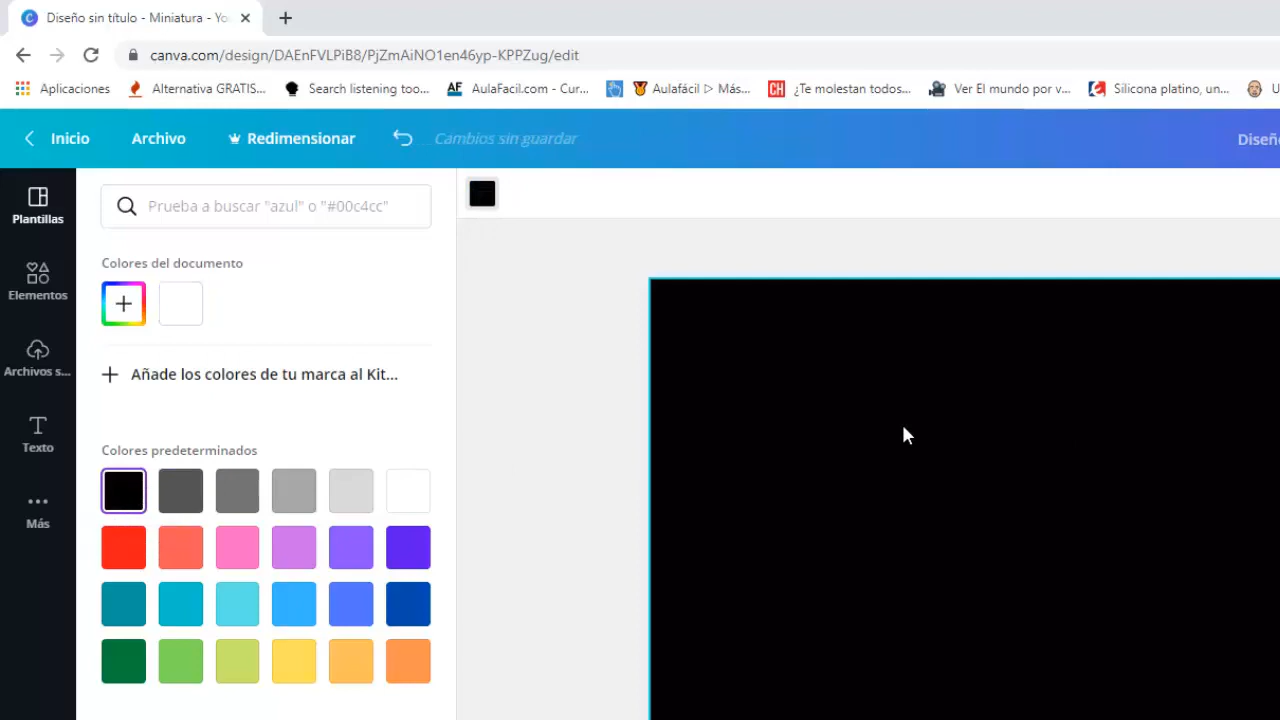 Diseño sin título - Miniatura - Yo
canva.com/design/DAEnFVLPiB8/PjZmAiNO1en46yp-KPPZug/edit
Aplicaciones Alternativa GRATIS... Search listening too... AF AulaFacil.com - Cur... Aulafácil ▷ Más... CH ¿Te molestan todos... Ver El mundo por v... Silicona platino, un...
Inicio Archivo Redimensionar Cambios sin guardar Diseñ
Plantillas
Elementos
Archivos s...
Texto
Más
Prueba a buscar "azul" o "#00c4cc"
Colores del documento
Añade los colores de tu marca al Kit...
Colores predeterminados